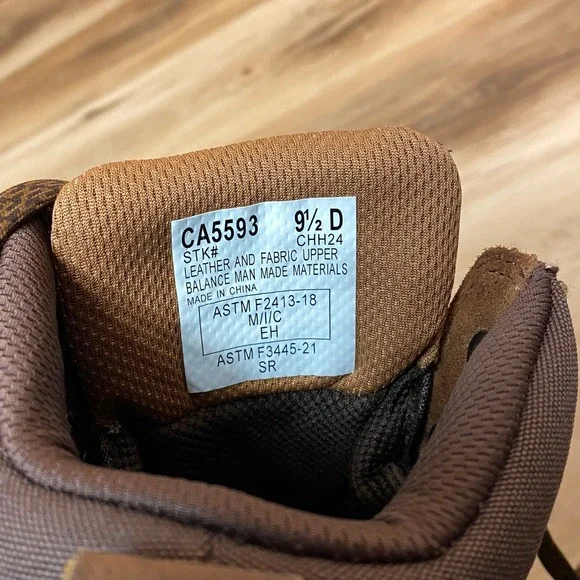 CA5593 9½ D
STK# CHH24
LEATHER AND FABRIC UPPER
BALANCE MAN MADE MATERIALS
MADE IN CHINA
ASTM F2413-18
M/I/C
EH
ASTM F3445-21
SR